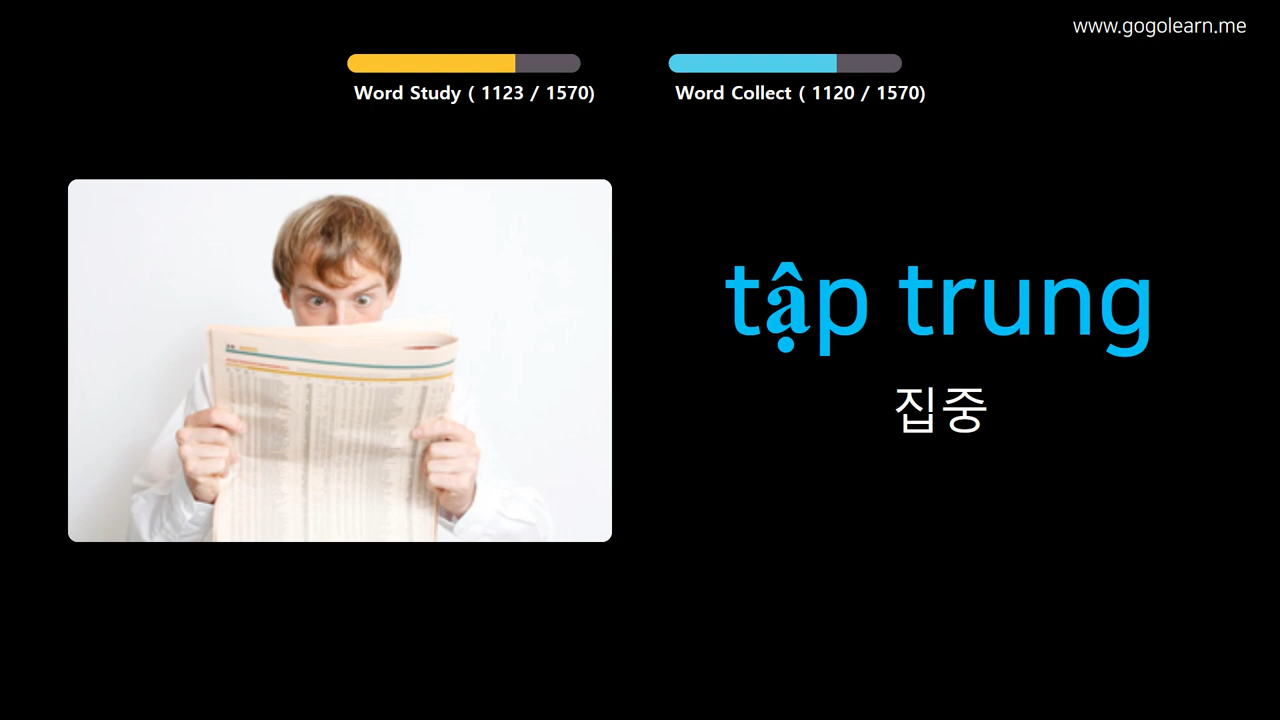 www.gogolearn.me
Word Study ( 1123 / 1570)
Word Collect ( 1120 / 1570)
tập trung
집중